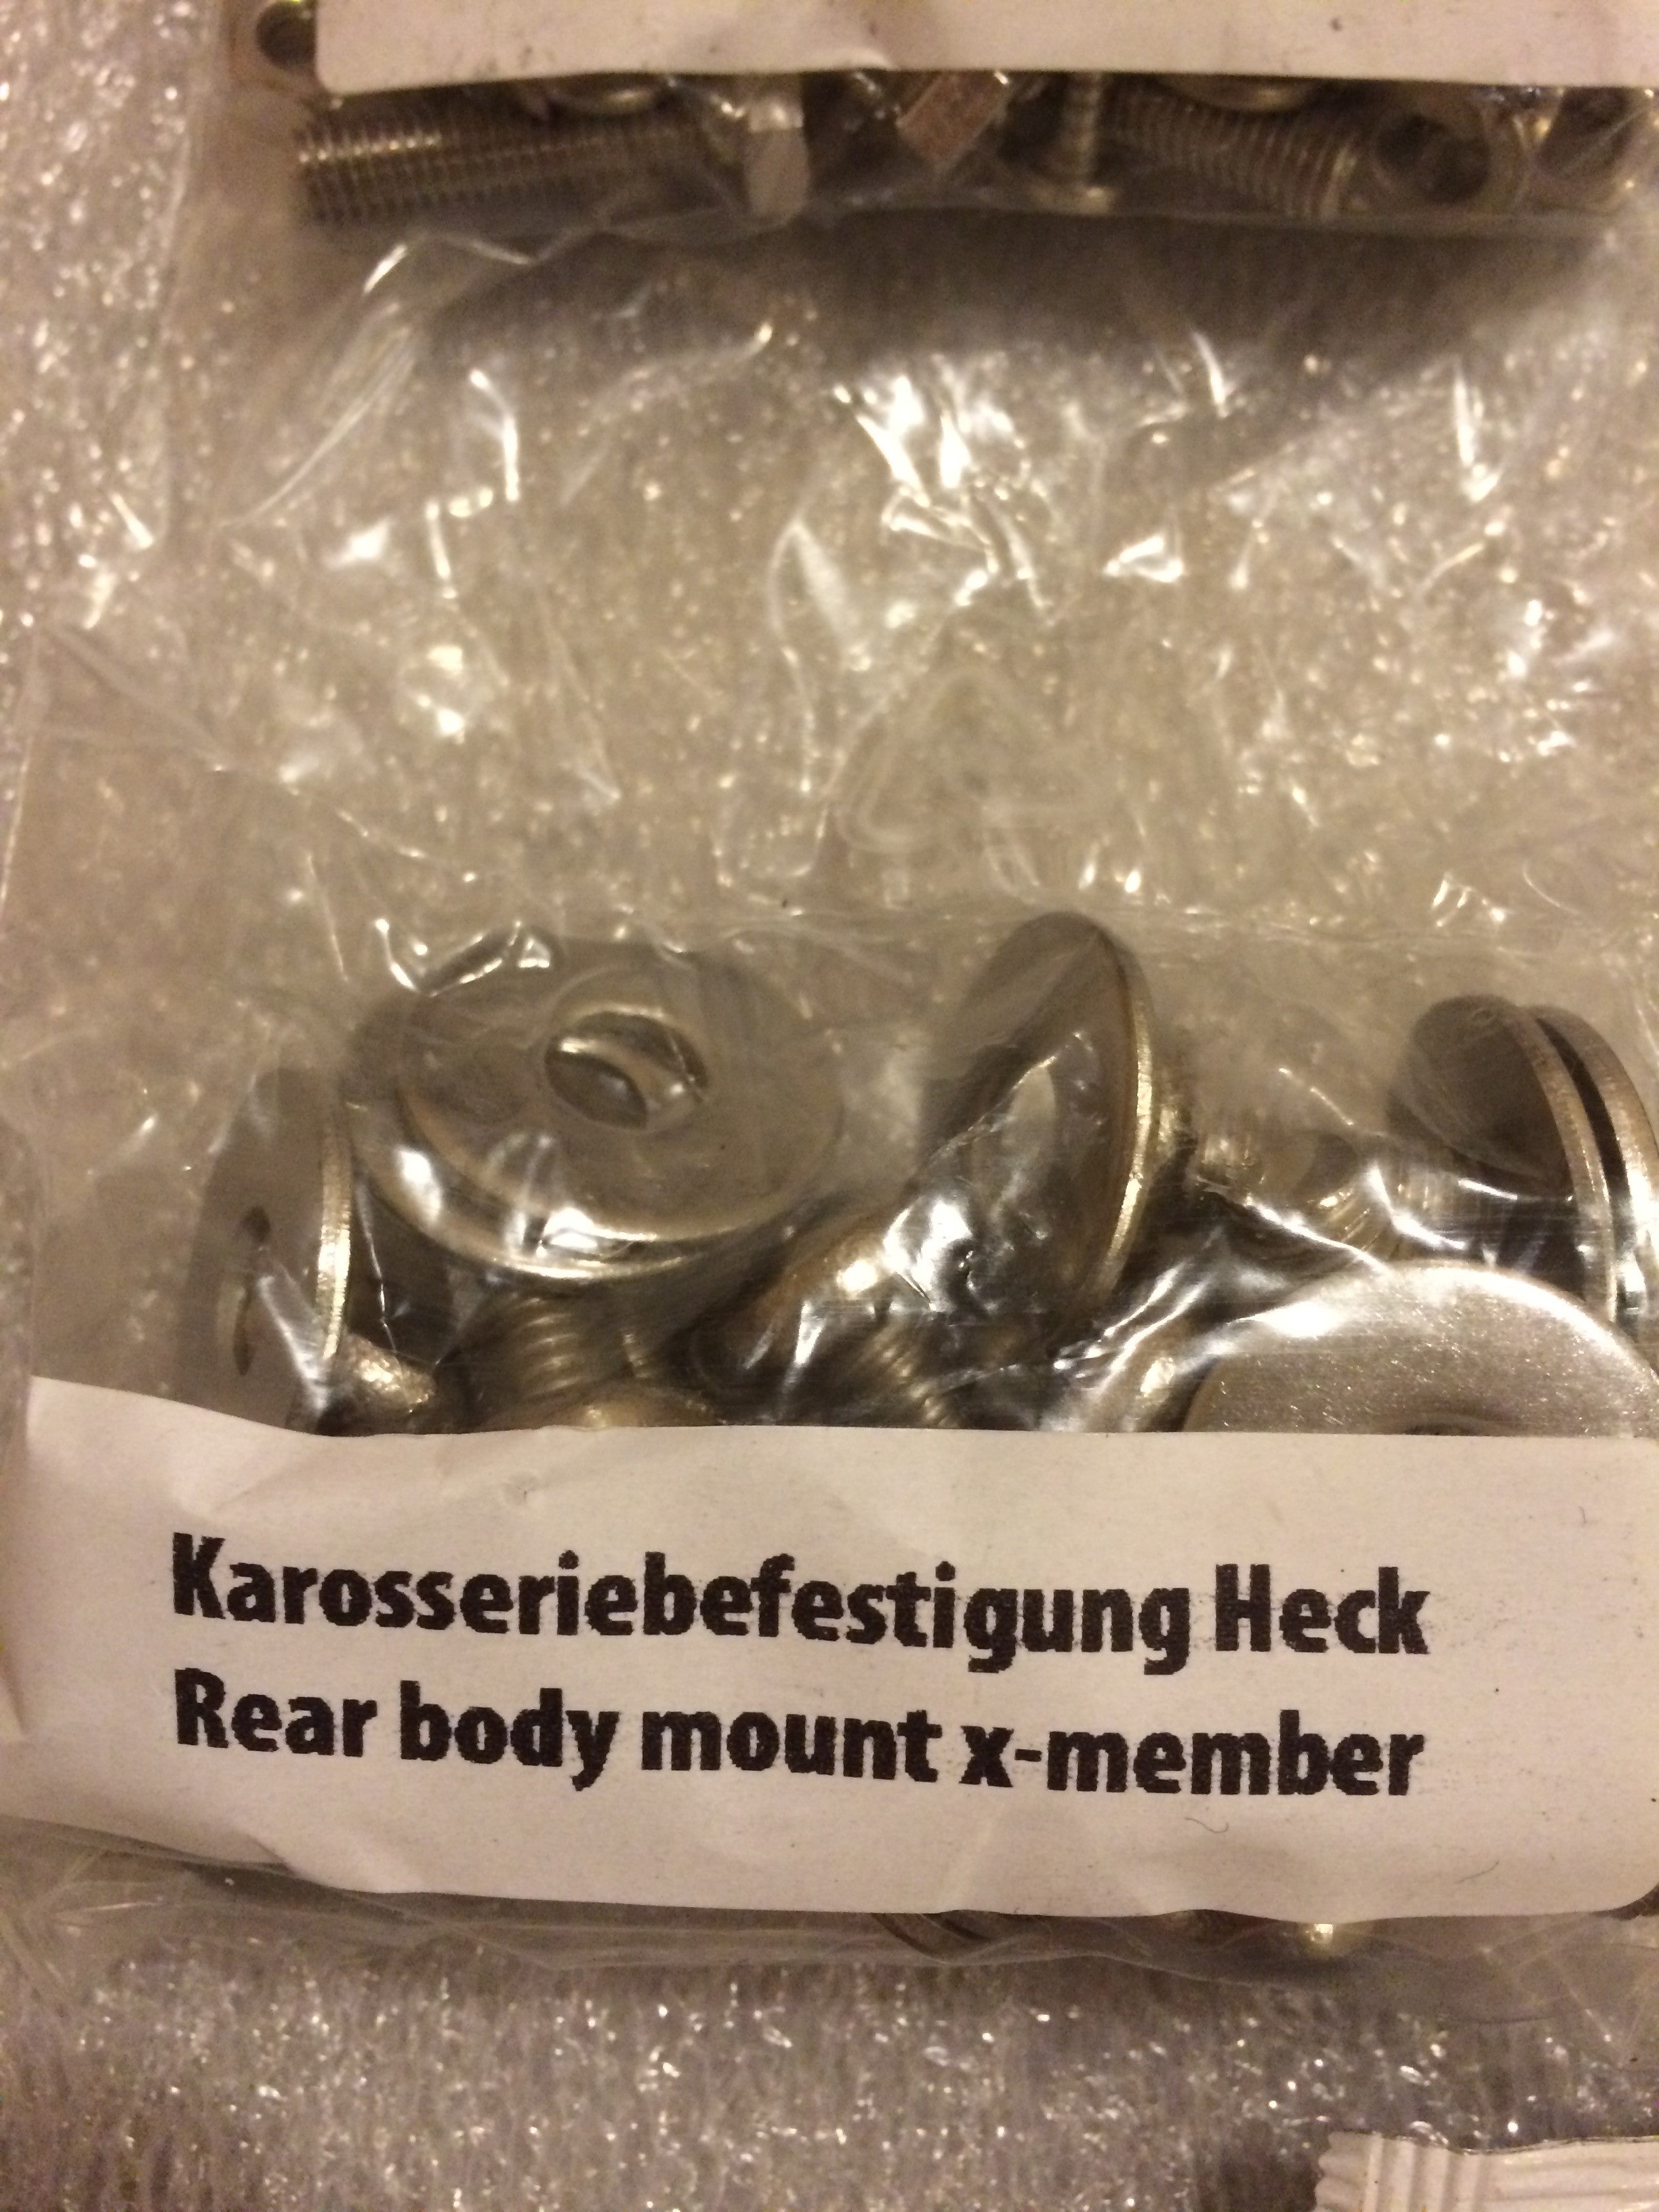 Karosseriebefestigung Heck
Rear body mount x-member